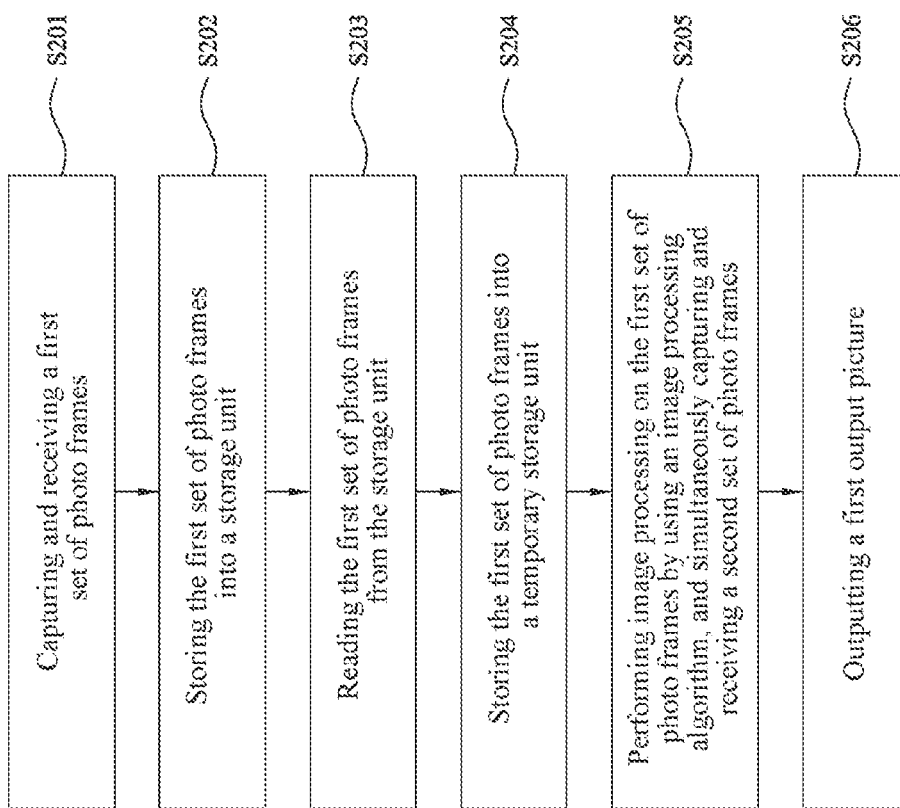 Capturing and receiving a first
set of photo frames
S201
Storing the first set of photo frames
into a storage unit
S202
Reading the first set of photo frames
from the storage unit
S203
Storing the first set of photo frames into
a temporary storage unit
S204
Performing image processing on the first set of
photo frames by using an image processing
algorithm, and simultaneously capturing and
receiving a second set of photo frames
S205
Outputting a first output picture
S206